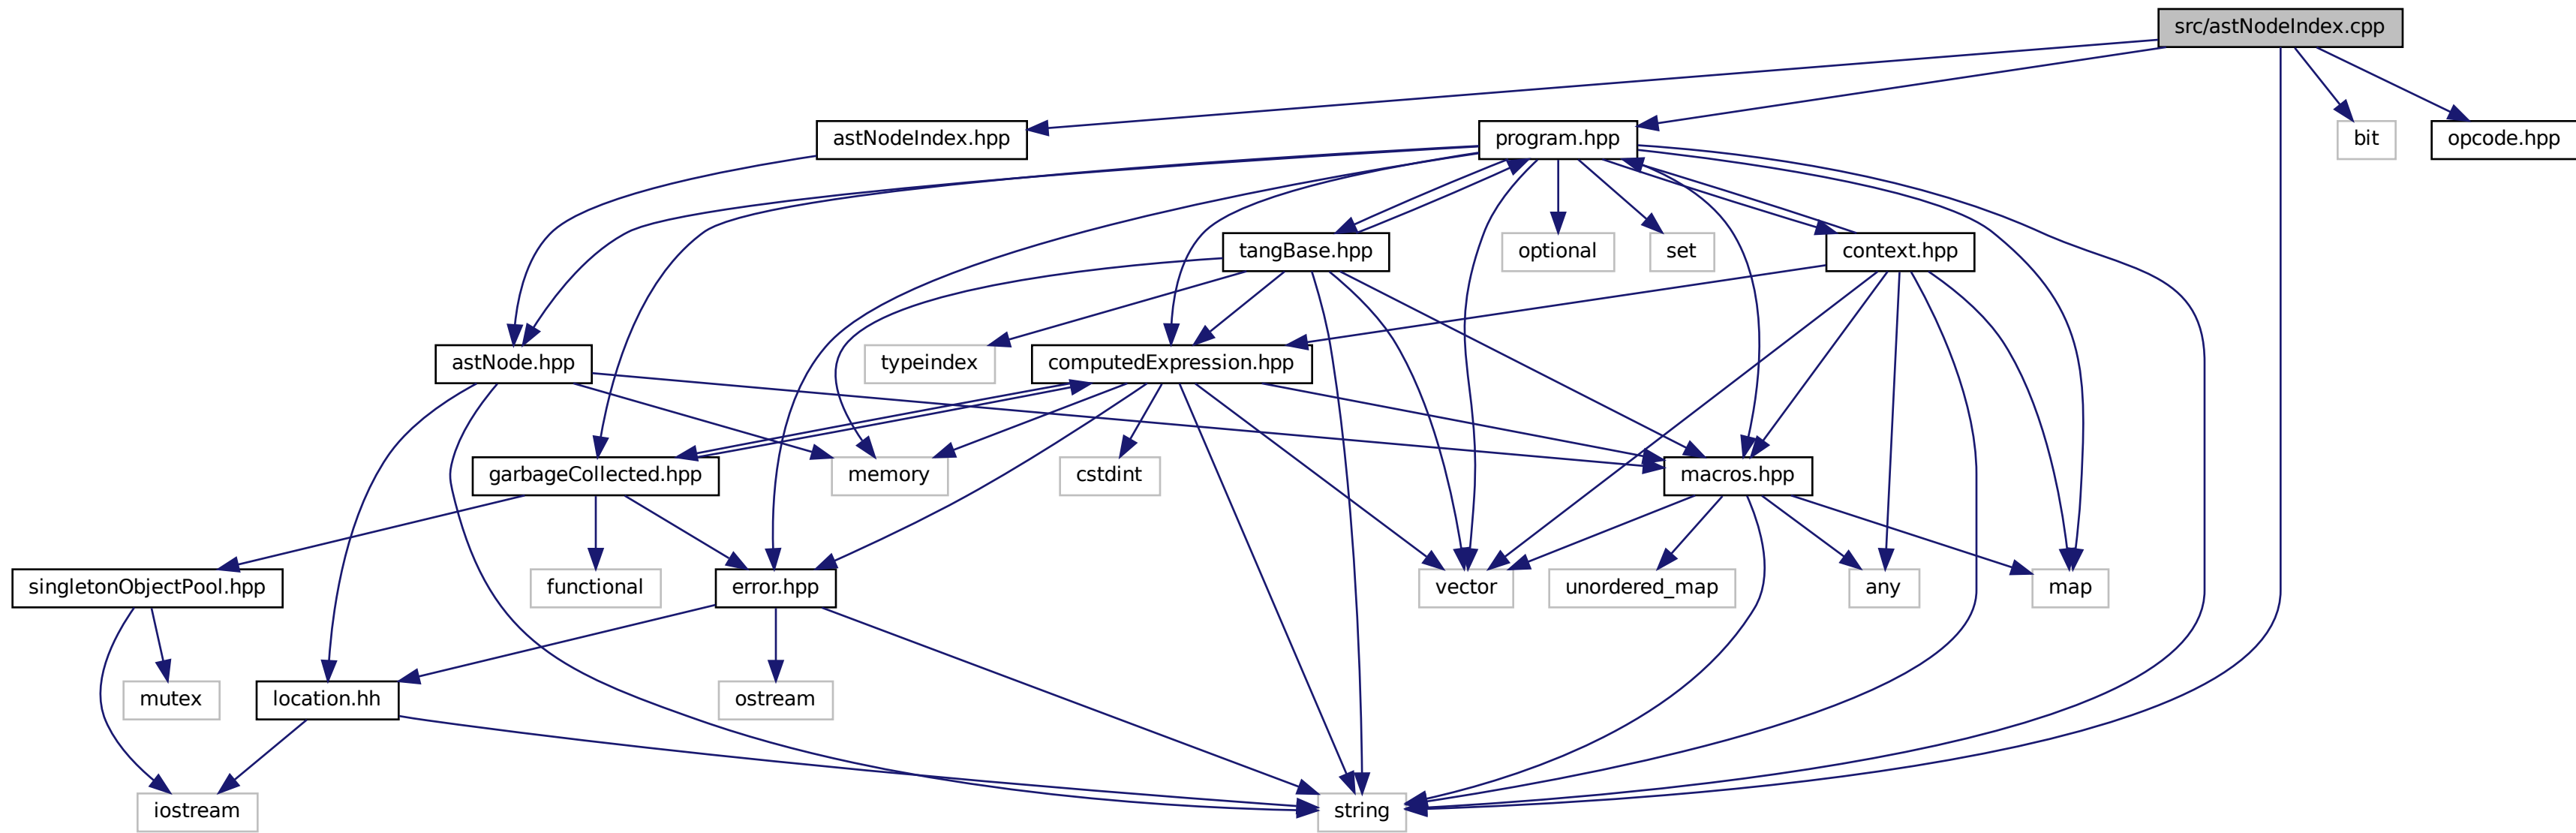 src/astNodeIndex.cpp
astNodeIndex.hpp
program.hpp
bit
opcode.hpp
tangBase.hpp
optional
set
context.hpp
astNode.hpp
typeindex
computedExpression.hpp
garbageCollected.hpp
memory
cstdint
macros.hpp
singletonObjectPool.hpp
functional
error.hpp
vector
unordered_map
any
map
mutex
location.hh
ostream
iostream
string